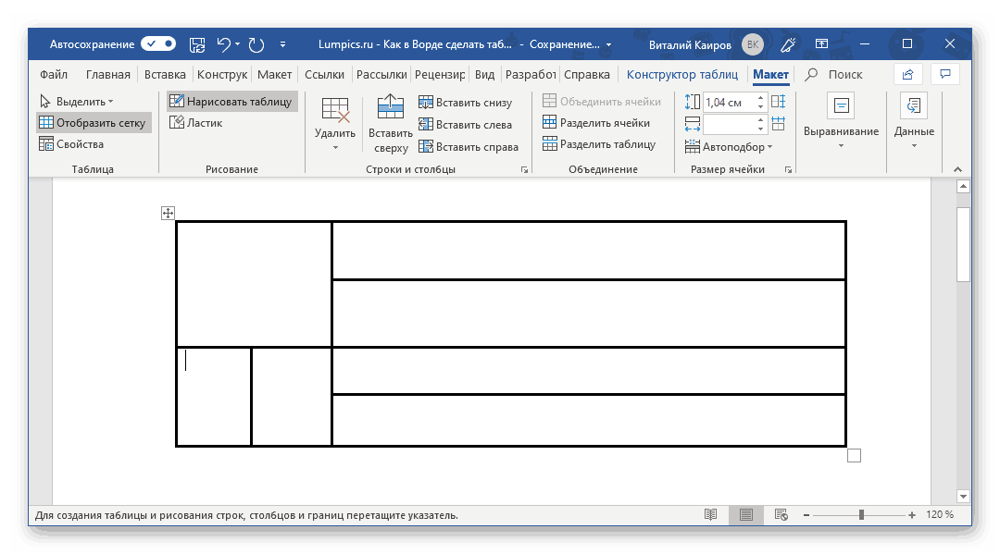 Автосохранение Lumpics.ru - Как в Ворде сделать таб... - Сохранение... Виталий Каиров ВК
Файл Главная Вставка Конструк Макет Ссылки Рассылки Рецензир Вид Разработ Справка Конструктор таблиц Макет Поиск
Выделить
Отобразить сетку
Свойства
Таблица
Нарисовать таблицу
Ластик
Рисование
Удалить
Вставить сверху
Вставить снизу
Вставить слева
Вставить справа
Строки и столбцы
Объединить ячейки
Разделить ячейки
Разделить таблицу
Объединение
1,04 см
Автоподбор
Размер ячейки
Выравнивание
Данные
Для создания таблицы и рисования строк, столбцов и границ перетащите указатель.
120 %